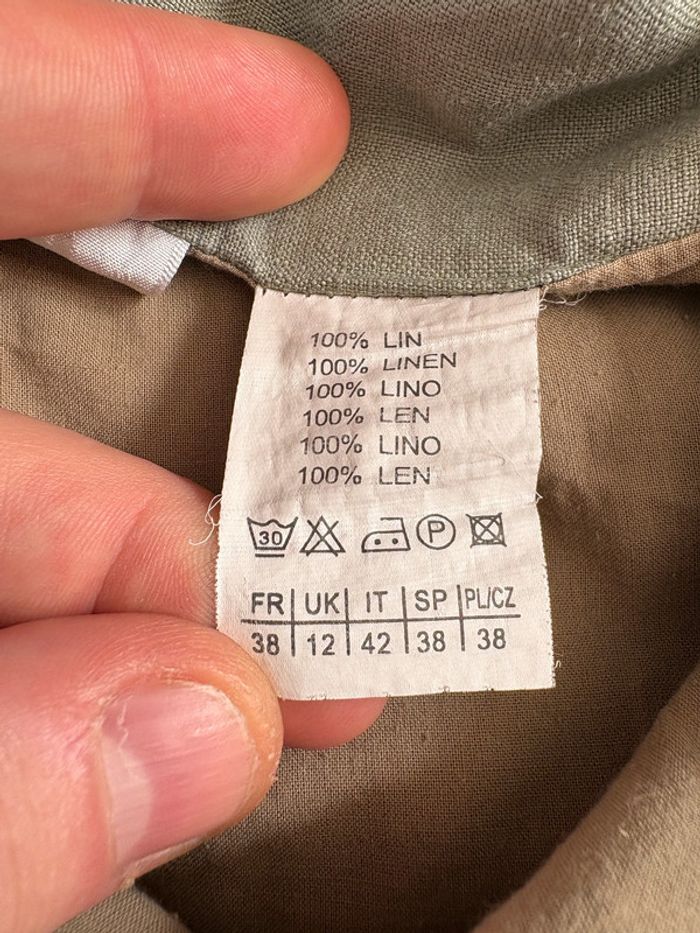 100% LIN
100% LINEN
100% LINO
100% LEN
100% LINO
100% LEN
30 P
FR UK IT SP PL/CZ
38 12 42 38 38